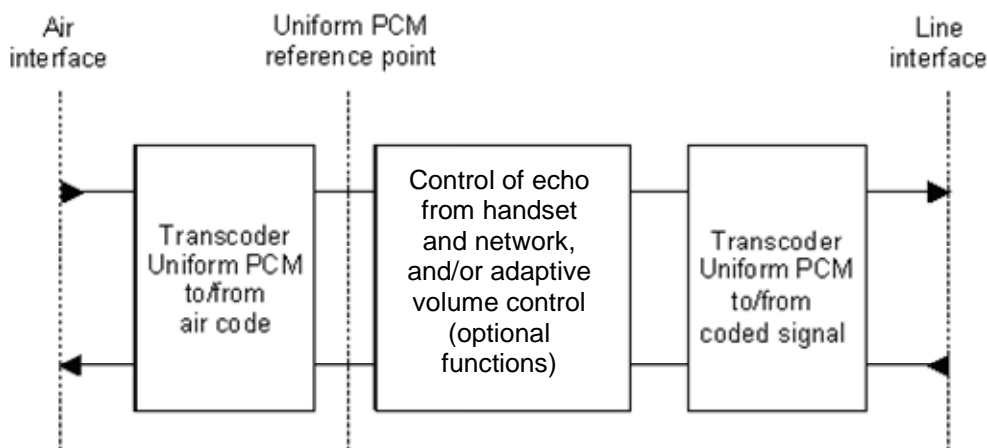 Air
interface
Uniform PCM
reference point
Line
interface
Transcoder
Uniform PCM
to/from
air code
Control of echo
from handset
and network,
and/or adaptive
volume control
(optional
functions)
Transcoder
Uniform PCM
to/from
coded signal